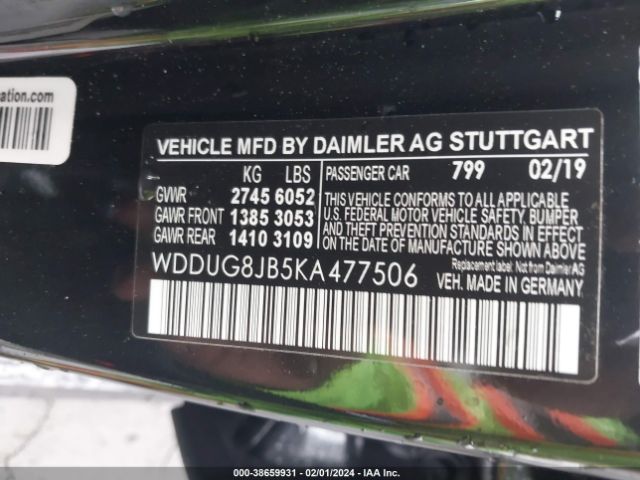 ation.com
VEHICLE MFD BY DAIMLER AG STUTTGART
KG LBS PASSENGER CAR 799 02/19
GVWR 2745 6052
GAWR FRONT 1385 3053
GAWR REAR 1410 3109
THIS VEHICLE CONFORMS TO ALL APPLICABLE
U.S. FEDERAL MOTOR VEHICLE SAFETY, BUMPER
AND THEFT PREVENTION STANDARDS IN EFFECT
ON THE DATE OF MANUFACTURE SHOWN ABOVE.
WDDUG8JB5KA477506
Replacement label not from Daimler AG
VEH. MADE IN GERMANY
000-38659931 - 02/01/2024 - IAA Inc.